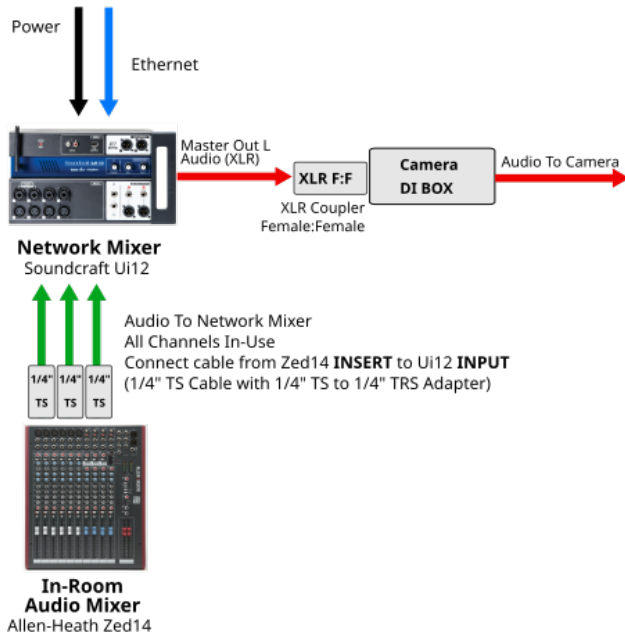 Power
Ethernet
Master Out L
Audio (XLR)
XLR F:F
Camera
DI BOX
Audio To Camera
XLR Coupler
Female:Female
Network Mixer
Soundcraft Ui12
Audio To Network Mixer
All Channels In-Use
Connect cable from Zed14 INSERT to Ui12 INPUT
(1/4" TS Cable with 1/4" TS to 1/4" TRS Adapter)
1/4" 1/4" 1/4"
TS TS TS
In-Room
Audio Mixer
Allen-Heath Zed14